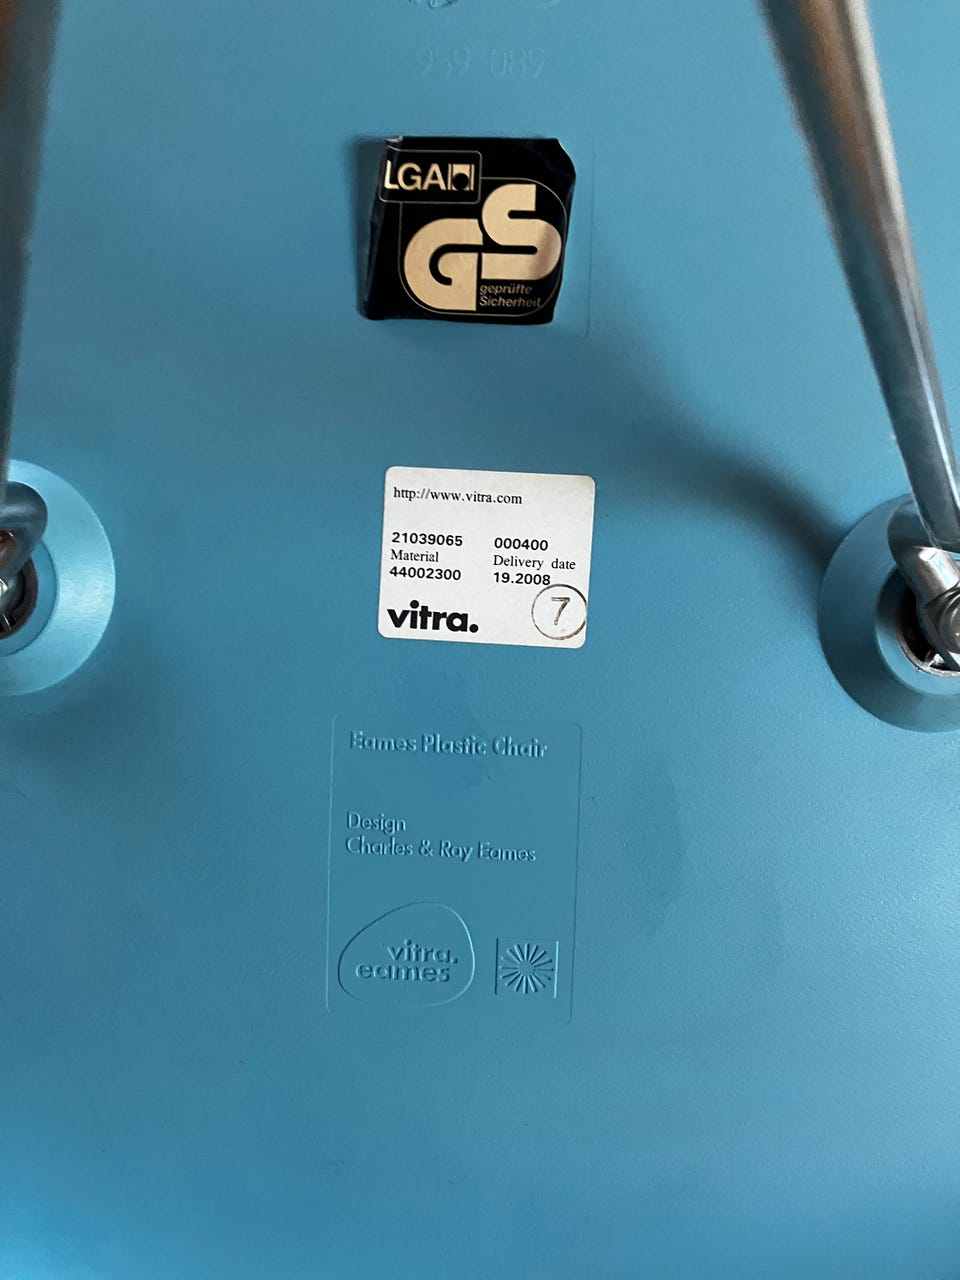 959 089
LGA
GS
geprüfte
Sicherheit
http://www.vitra.com
21039065 000400
Material Delivery date
44002300 19.2008
vitra.
7
Eames Plastic Chair
Design
Charles & Ray Eames
vitra.
eames